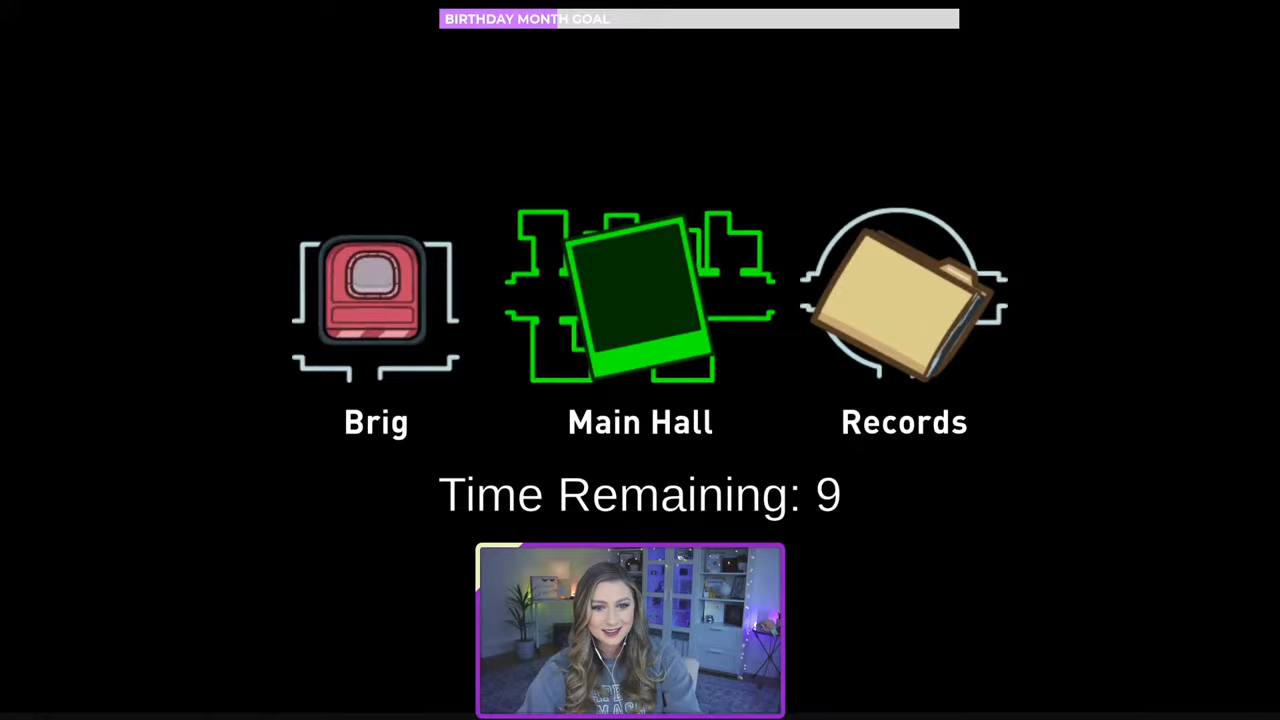 BIRTHDAY MONTH GOAL
Brig
Main Hall
Records
Time Remaining: 9